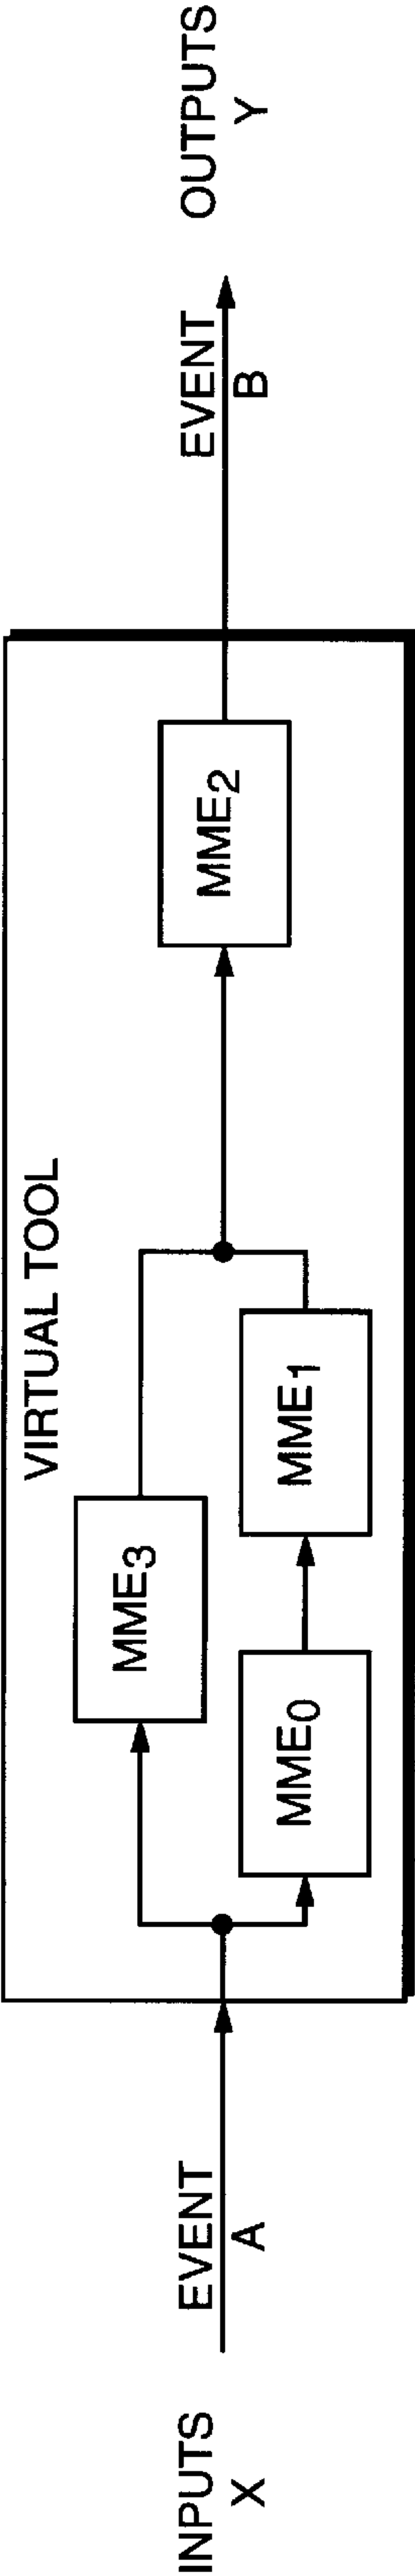 VIRTUAL TOOL
INPUTS
X
EVENT
A
MME3
MME0
MME1
MME2
EVENT
B
OUTPUTS
Y